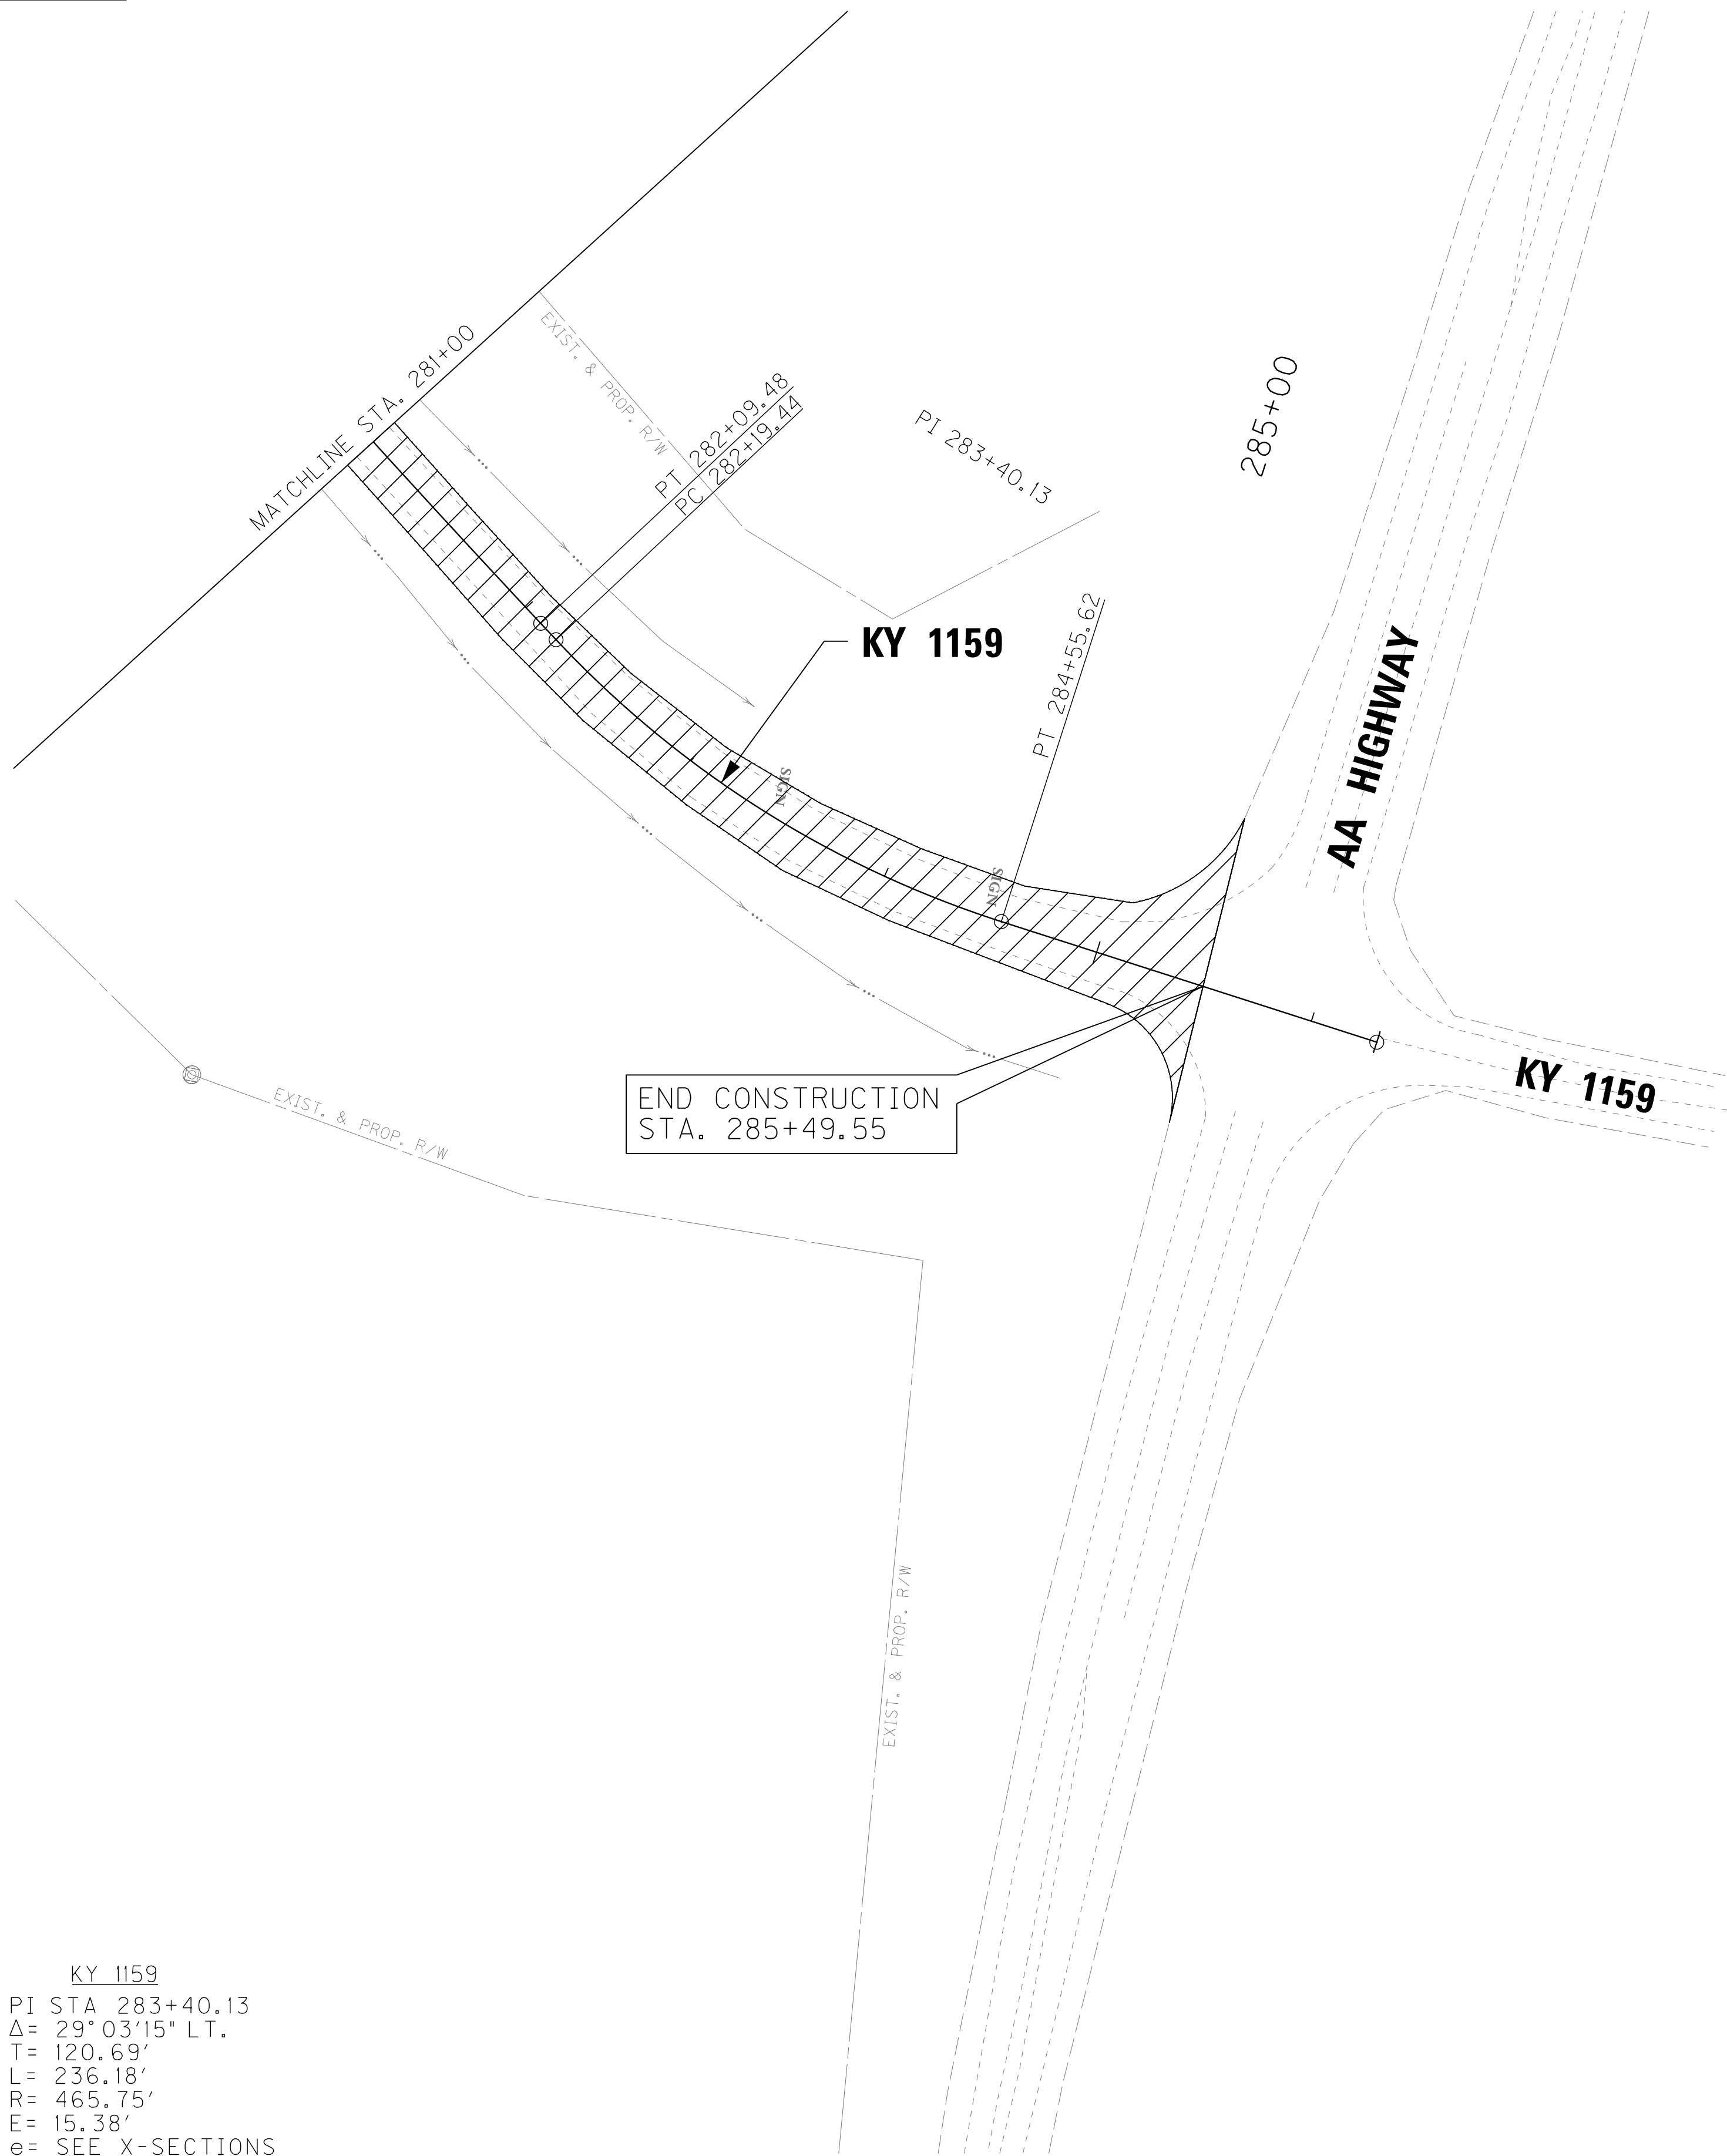 MATCHLINE STA. 281+00
EXIST. & PROP. R/W
PT 282+09.48
PC 282+19.44
PI 283+40.13
285+00
KY 1159
PT 284+55.62
AA HIGHWAY
SIGN
SIGN
KY 1159
END CONSTRUCTION
STA. 285+49.55
EXIST. & PROP. R/W
EXIST. & PROP. R/W
KY 1159
PI STA 283+40.13
Δ= 29°03'15" LT.
T= 120.69'
L= 236.18'
R= 465.75'
E= 15.38'
e= SEE X-SECTIONS